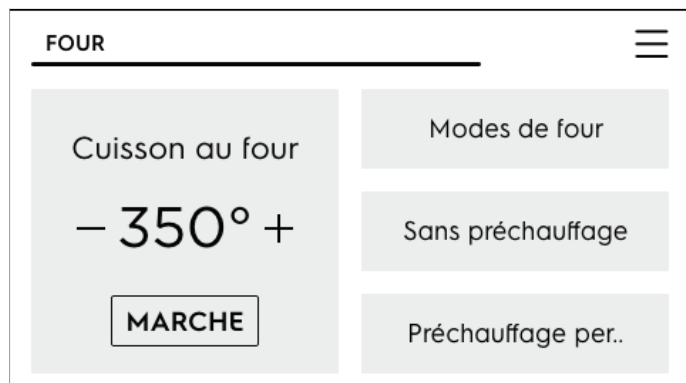 FOUR
Cuisson au four
− 350° +
MARCHE
Modes de four
Sans préchauffage
Préchauffage per..